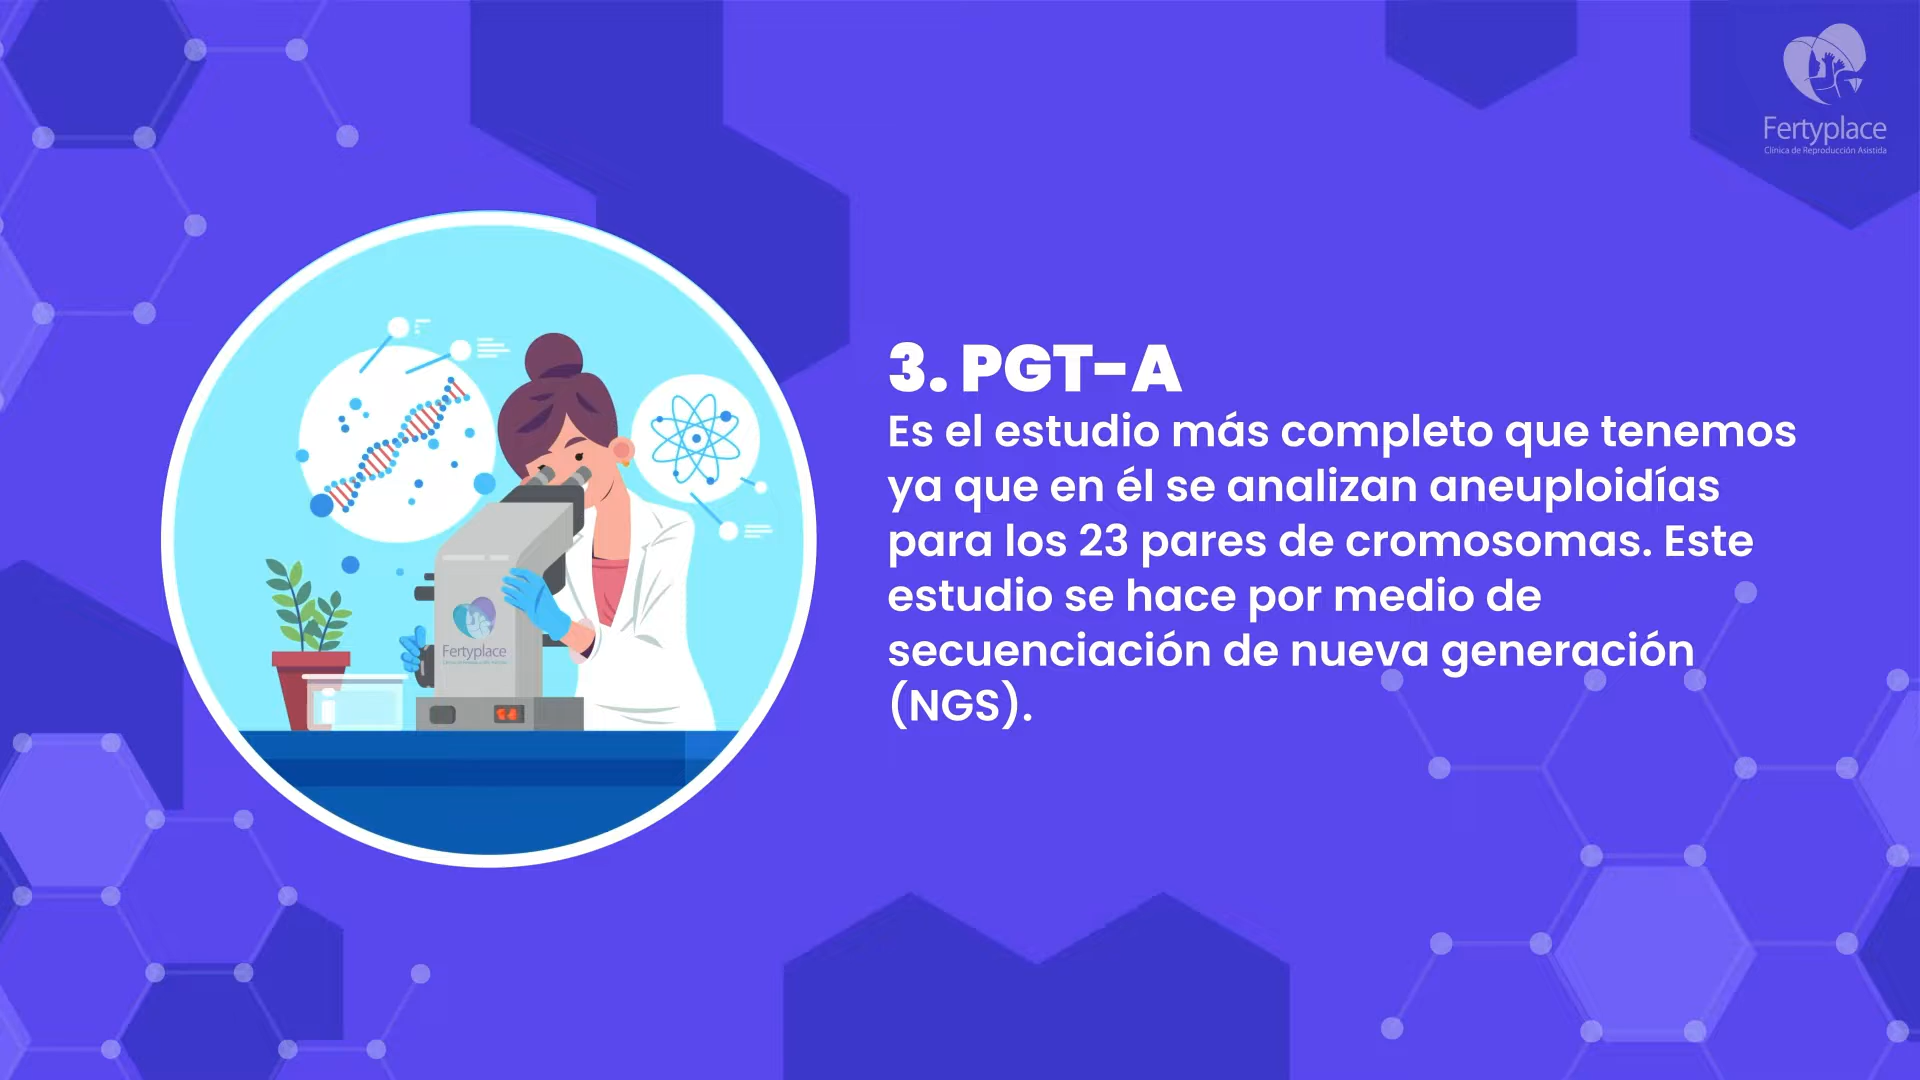 Fertyplace
Clínica de Reproducción Asistida
3. PGT-A
Es el estudio más completo que tenemos
ya que en él se analizan aneuploidías
para los 23 pares de cromosomas. Este
estudio se hace por medio de
secuenciación de nueva generación
(NGS).
Fertyplace